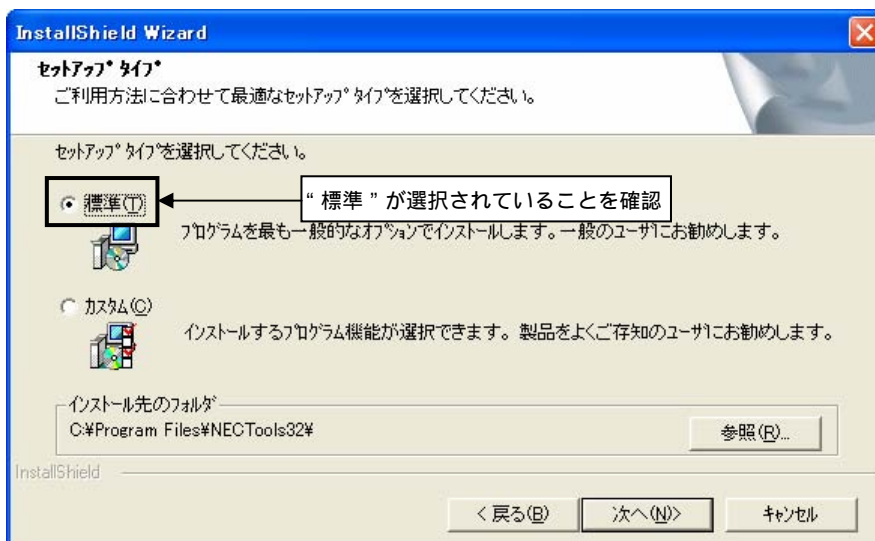 InstallShield Wizard
セットアップ タイプ
ご利用方法に合わせて最適なセットアップ タイプを選択してください。
セットアップ タイプを選択してください。
標準(T)
“標準”が選択されていることを確認
プログラムを最も一般的なオプションでインストールします。一般のユーザにお勧めします。
カスタム(C)
インストールするプログラム機能が選択できます。製品をよくご存知のユーザにお勧めします。
インストール先のフォルダ
C:¥Program Files¥NECTools32¥
参照(R)...
InstallShield
< 戻る(B)
次へ(N)>
キャンセル